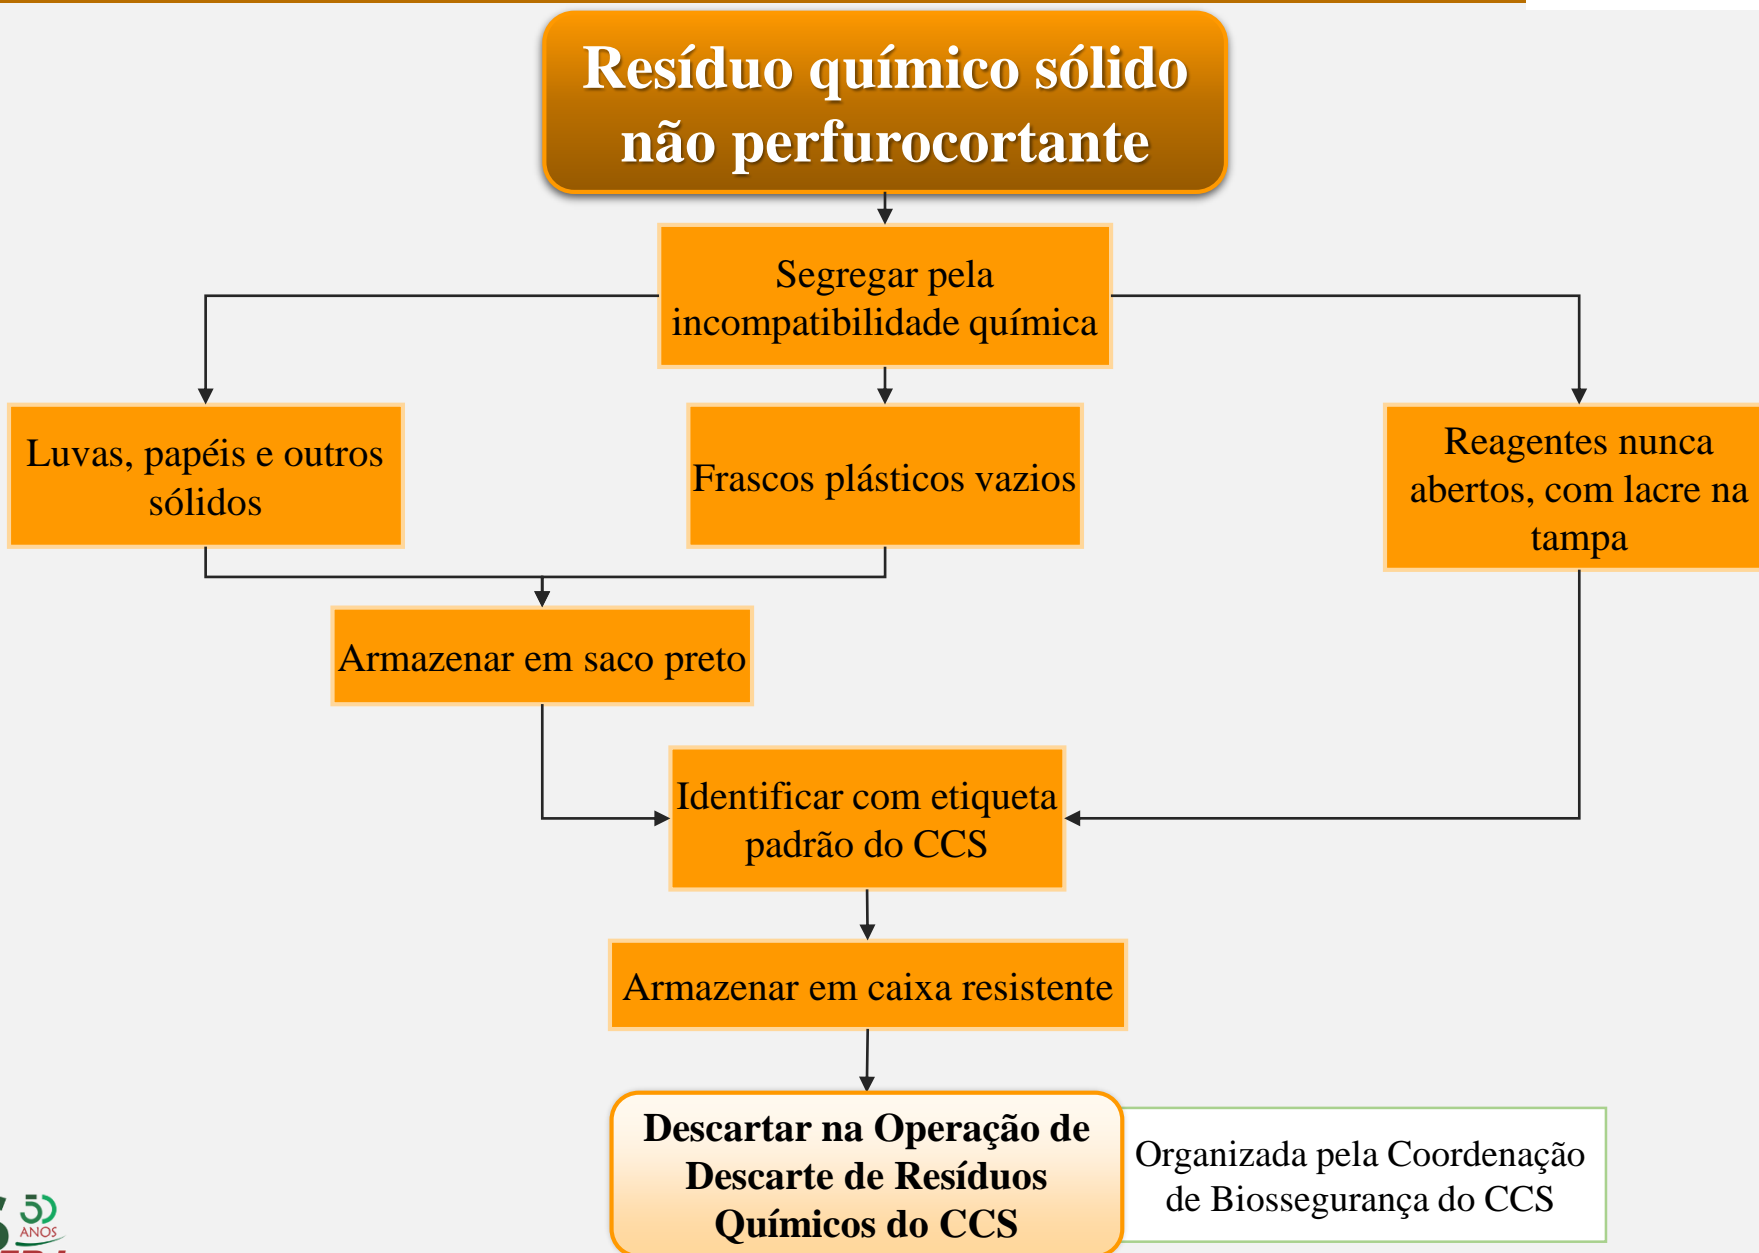 Resíduo químico sólido
não perfurocortante
Segregar pela
incompatibilidade química
Luvas, papéis e outros
sólidos
Frascos plásticos vazios
Reagentes nunca
abertos, com lacre na
tampa
Armazenar em saco preto
Identificar com etiqueta
padrão do CCS
Armazenar em caixa resistente
Descartar na Operação de
Descarte de Resíduos
Químicos do CCS
Organizada pela Coordenação
de Biossegurança do CCS
50
ANOS